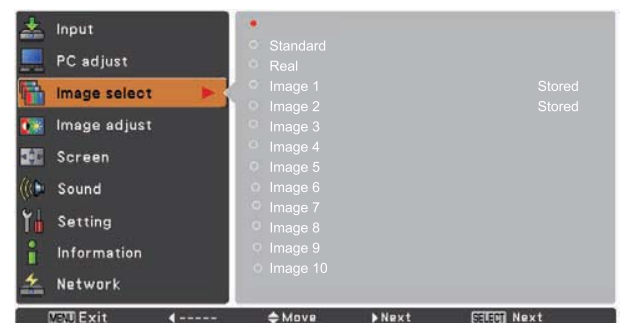 Input
PC adjust
Image select
Image adjust
Screen
Sound
Setting
Information
Network
Standard
Real
Image 1 Stored
Image 2 Stored
Image 3
Image 4
Image 5
Image 6
Image 7
Image 8
Image 9
Image 10
MENU Exit ◀----- Move ▶Next SELECT Next